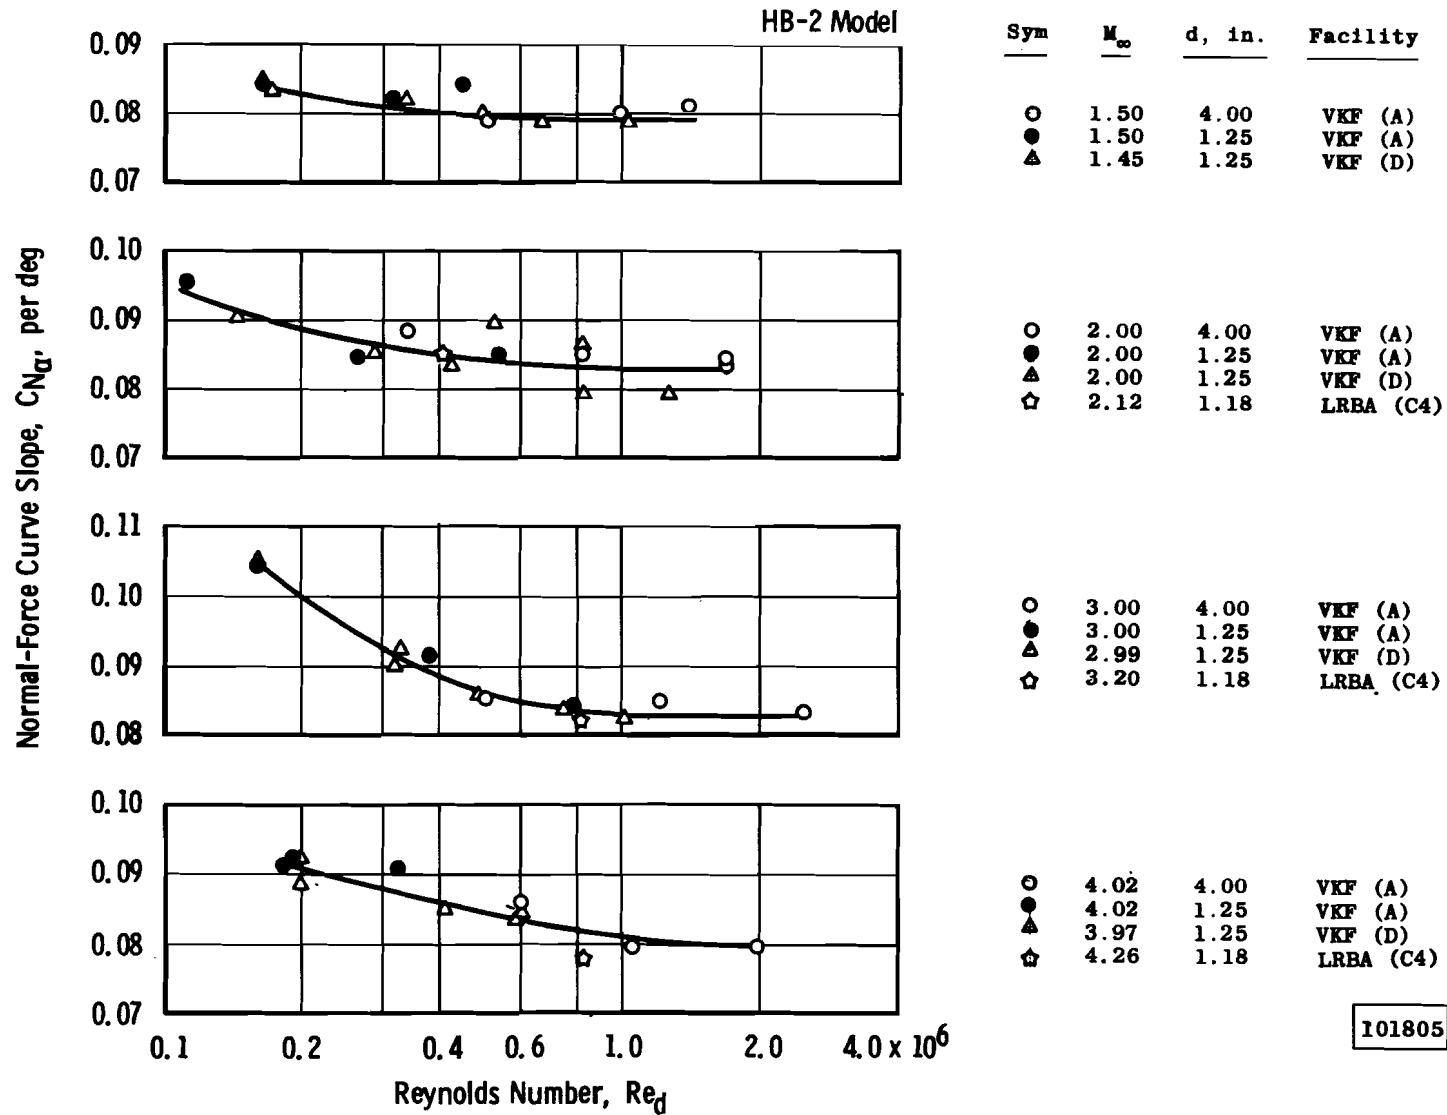 HB-2 Model
Sym M∞ d, in. Facility
0.09
0.08
0.07
1.50 4.00 VKF (A)
1.50 1.25 VKF (A)
1.45 1.25 VKF (D)
Normal-Force Curve Slope, CNα, per deg
0.10
0.09
0.08
0.07
2.00 4.00 VKF (A)
2.00 1.25 VKF (A)
2.00 1.25 VKF (D)
2.12 1.18 LRBA (C4)
0.11
0.10
0.09
0.08
3.00 4.00 VKF (A)
3.00 1.25 VKF (A)
2.99 1.25 VKF (D)
3.20 1.18 LRBA (C4)
0.10
0.09
0.08
0.07
4.02 4.00 VKF (A)
4.02 1.25 VKF (A)
3.97 1.25 VKF (D)
4.26 1.18 LRBA (C4)
0.1 0.2 0.4 0.6 1.0 2.0 4.0 x 10⁶
Reynolds Number, Red
101805